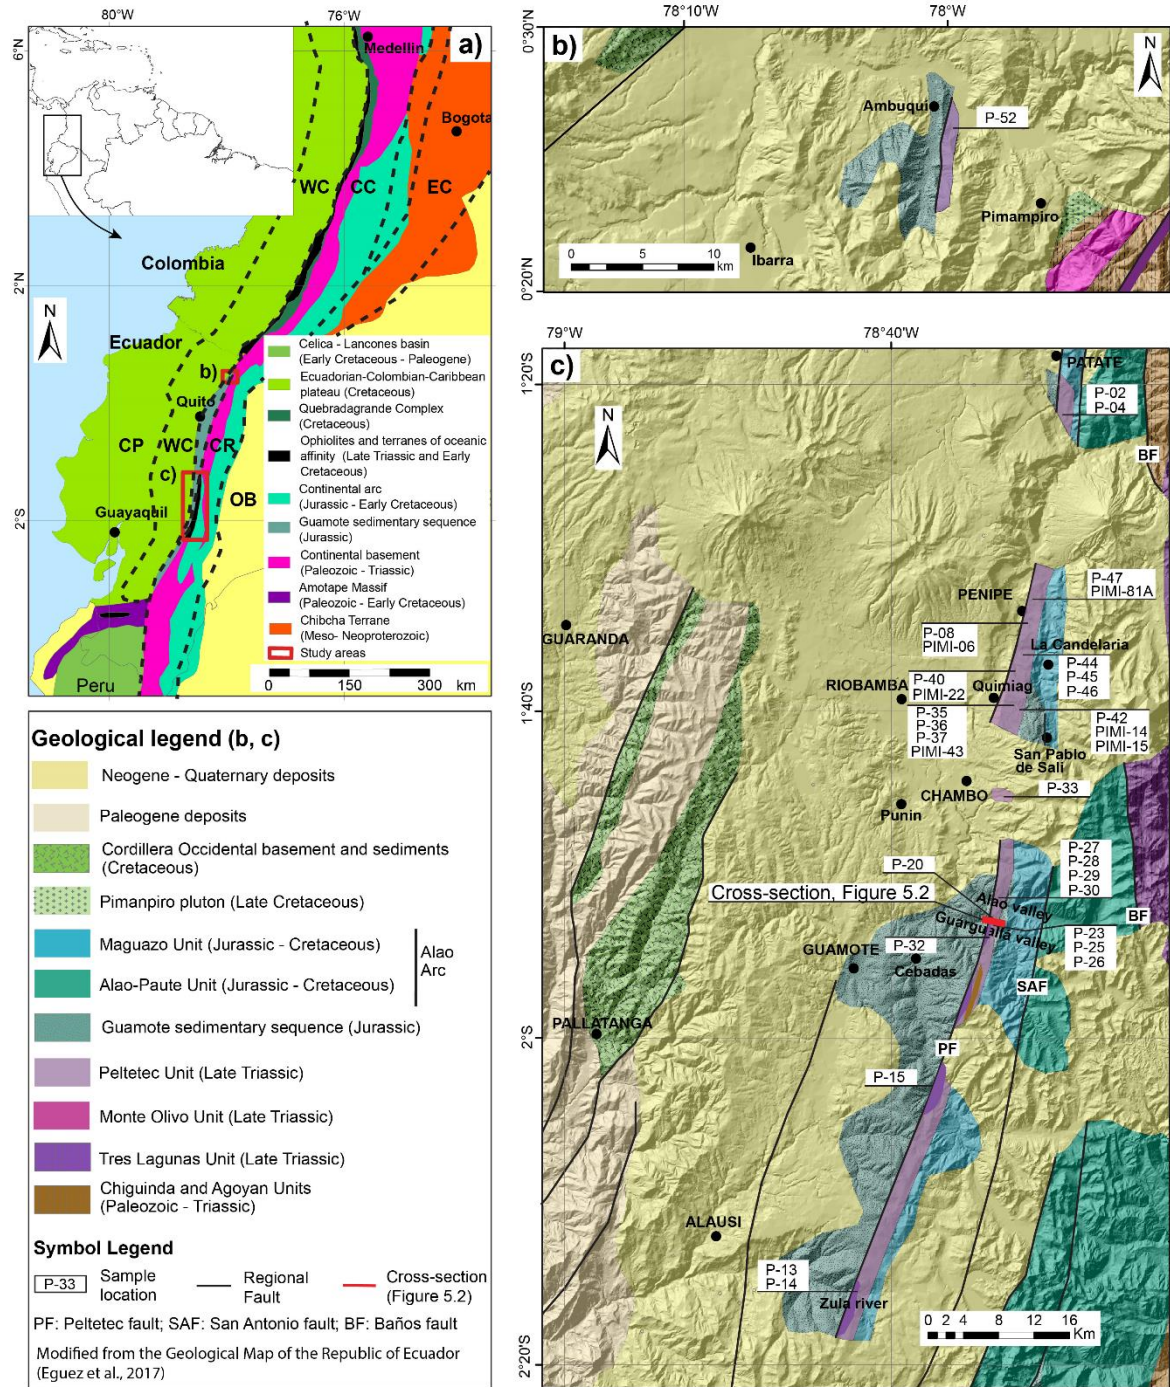 80°W
76°W
a)
6°N
Medellin
Bogota
WC
CC
EC
Colombia
2°N
N
Ecuador
b)
Quito
CP
WC
CR
c)
OB
Guayaquil
2°S
Peru
Celica - Lancones basin
(Early Cretaceous - Paleogene)
Ecuadorian-Colombian-Caribbean
plateau (Cretaceous)
Quebradagrande Complex
(Cretaceous)
Ophiolites and terranes of oceanic
affinity (Late Triassic and Early
Cretaceous)
Continental arc
(Jurassic - Early Cretaceous)
Guamote sedimentary sequence
(Jurassic)
Continental basement
(Paleozoic - Triassic)
Amotape Massif
(Paleozoic - Early Cretaceous)
Chibcha Terrane
(Meso- Neoproterozoic)
Study areas
0 150 300
km
Geological legend (b, c)
Neogene - Quaternary deposits
Paleogene deposits
Cordillera Occidental basement and sediments
(Cretaceous)
Pimanpiro pluton (Late Cretaceous)
Maguazo Unit (Jurassic - Cretaceous)
Alao-Paute Unit (Jurassic - Cretaceous)
Alao
Arc
Guamote sedimentary sequence (Jurassic)
Peltetec Unit (Late Triassic)
Monte Olivo Unit (Late Triassic)
Tres Lagunas Unit (Late Triassic)
Chiguinda and Agoyan Units
(Paleozoic - Triassic)
Symbol Legend
P-33
Sample
location
Regional
Fault
Cross-section
(Figure 5.2)
PF: Peltetec fault; SAF: San Antonio fault; BF: Baños fault
Modified from the Geological Map of the Republic of Ecuador
(Eguez et al., 2017)
78°10'W
78°W
0°30'N
b)
N
Ambuqui
P-52
Pimampiro
Ibarra
0 5 10
km
0°20'N
79°W
78°40'W
c)
1°20'S
PATATE
N
P-02
P-04
BF
P-47
PIMI-81A
PENIPE
GUARANDA
P-08
PIMI-06
La Candelaria
P-44
P-45
P-46
RIOBAMBA
P-40
PIMI-22
Quimiag
1°40'S
P-35
P-36
P-37
PIMI-43
P-42
PIMI-14
PIMI-15
San Pablo
de Sali
CHAMBO
P-33
Punin
P-27
P-28
P-29
P-30
P-20
Cross-section, Figure 5.2
Alao valley
Guarguallá valley
BF
P-23
P-25
P-26
P-32
GUAMOTE
Cebadas
SAF
PALLATANGA
2°S
PF
P-15
ALAUSI
P-13
P-14
Zula river
0 2 4 8 12 16
Km
2°20'S